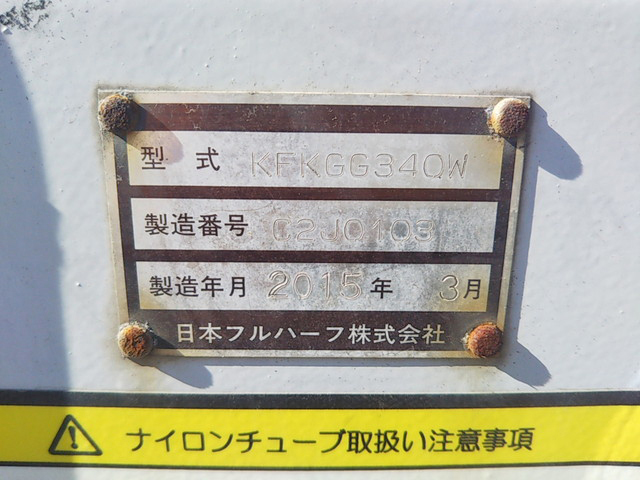 型式 KFKGG340W
製造番号 C2J0103
製造年月 2015年 3月
日本フルハーフ株式会社
ナイロンチューブ取扱い注意事項